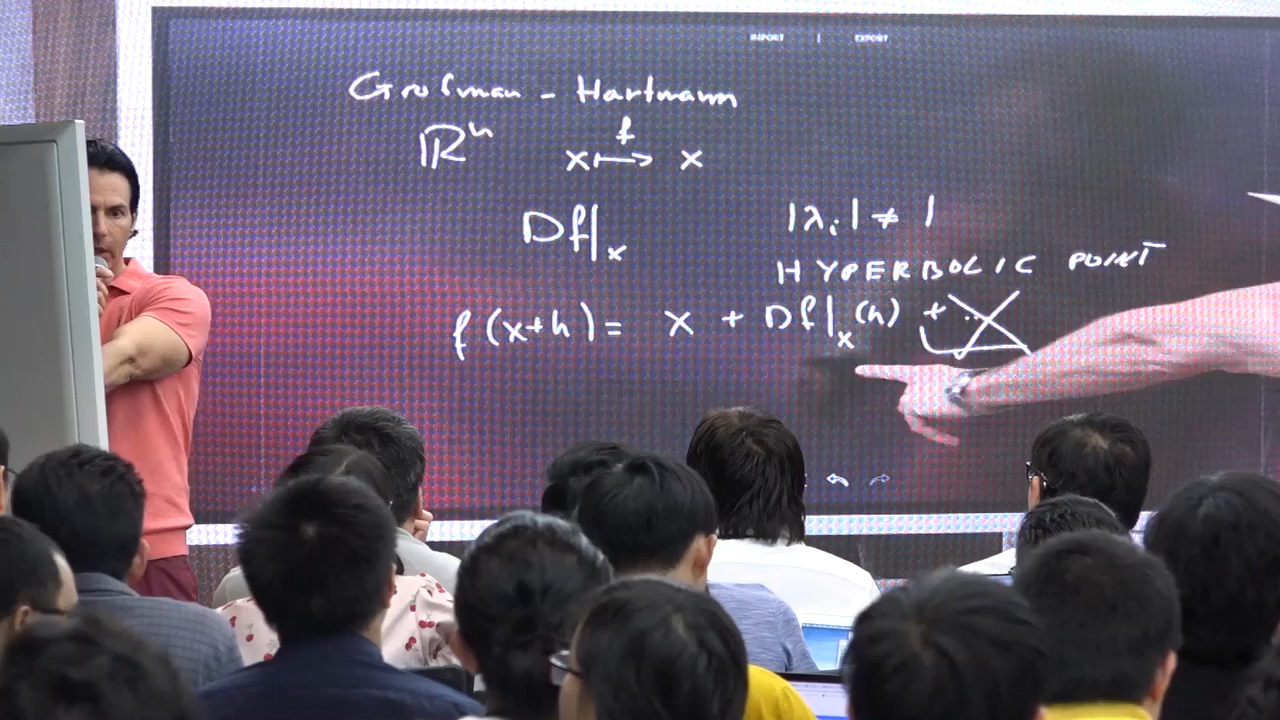 IMPORT | EXPORT
Grofman - Hartmann
ℝⁿ x ⟼ x
f
Df|ₓ |λᵢ| ≠ 1
HYPERBOLIC POINT
f(x+h) = x + Df|ₓ(h) + ...